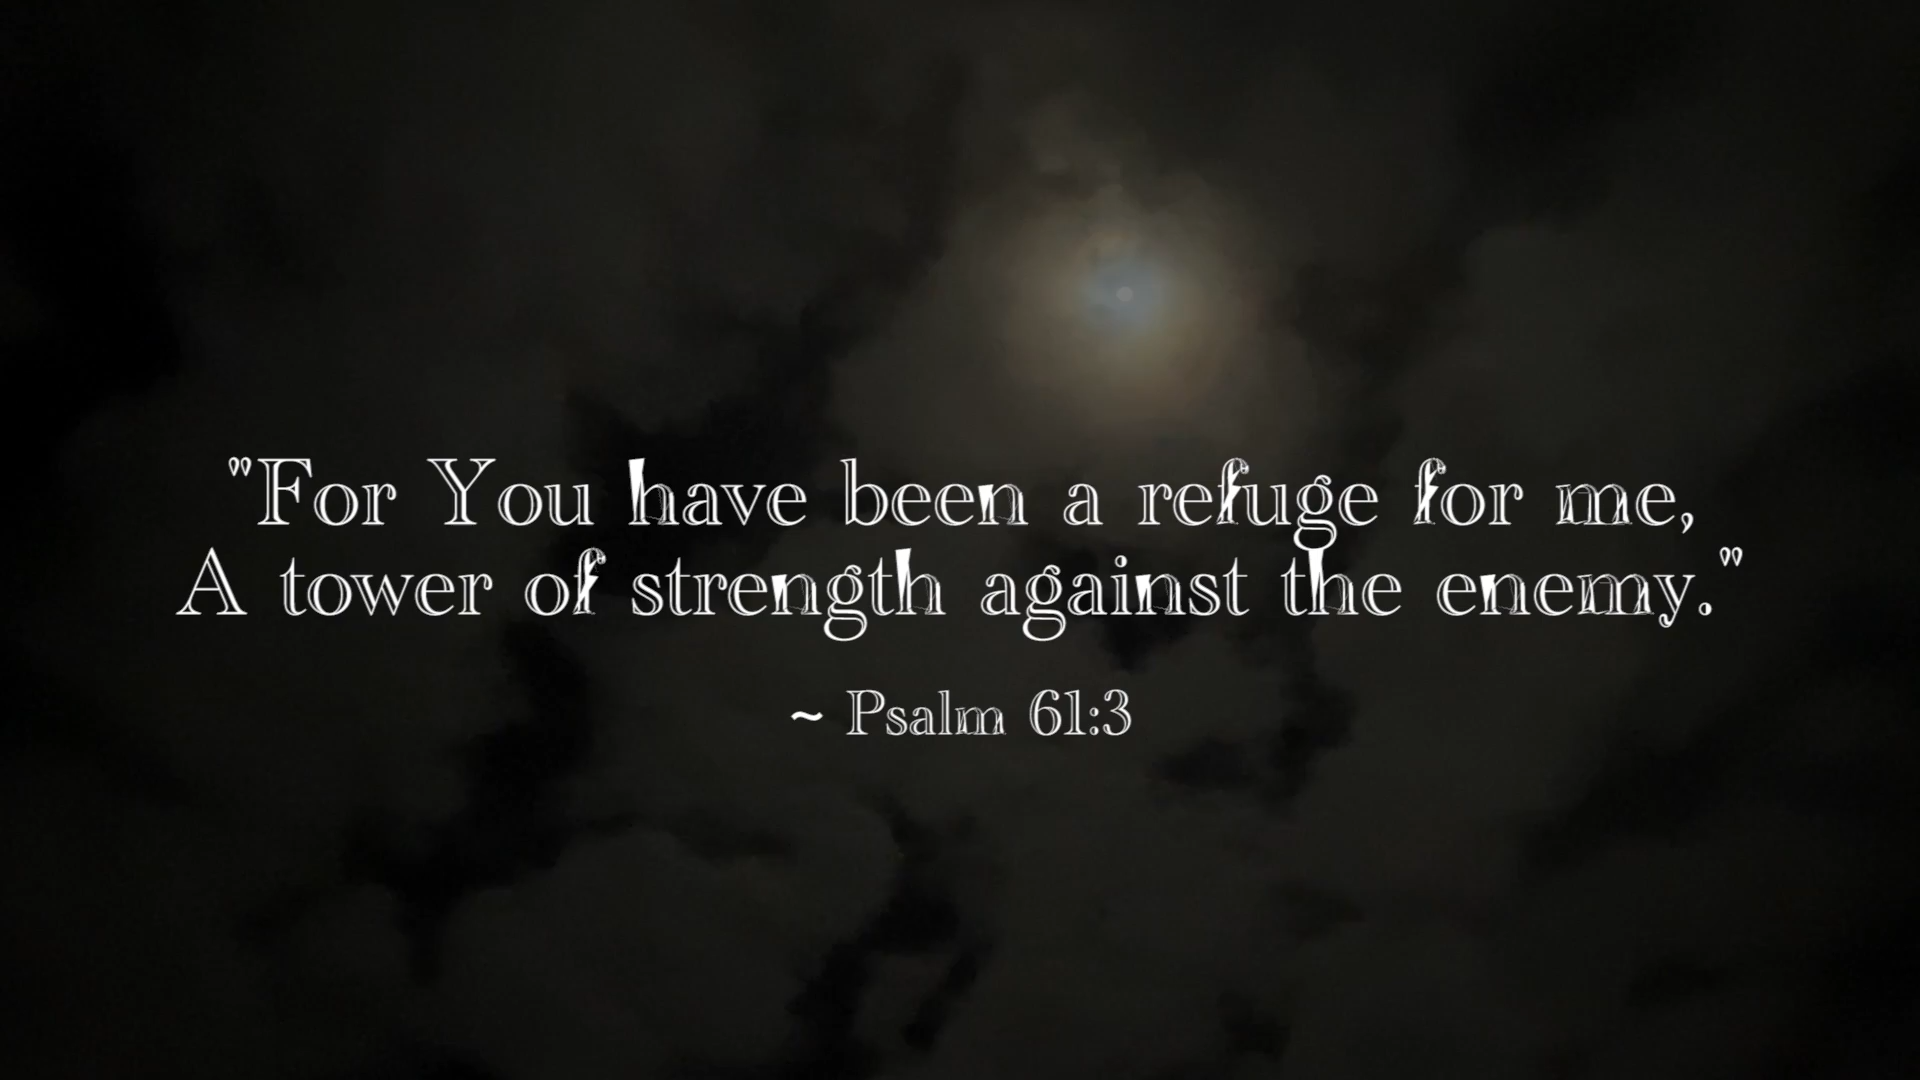 "For You have been a refuge for me,
A tower of strength against the enemy."
~ Psalm 61:3